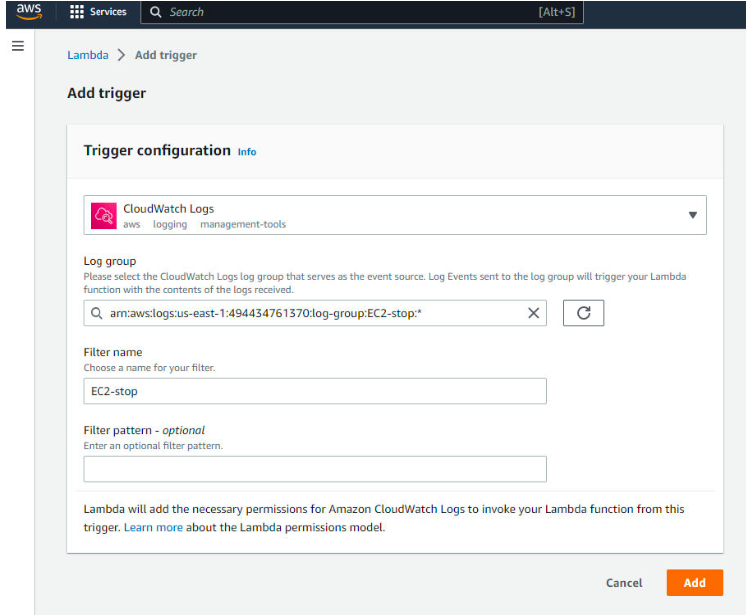 aws
Services
Search [Alt+S]
Lambda > Add trigger
Add trigger
Trigger configuration Info
CloudWatch Logs
aws logging management-tools
Log group
Please select the CloudWatch Logs log group that serves as the event source. Log Events sent to the log group will trigger your Lambda
function with the contents of the logs received.
arn:aws:logs:us-east-1:494434761370:log-group:EC2-stop:*
Filter name
Choose a name for your filter.
EC2-stop
Filter pattern - optional
Enter an optional filter pattern.
Lambda will add the necessary permissions for Amazon CloudWatch Logs to invoke your Lambda function from this
trigger. Learn more about the Lambda permissions model.
Cancel Add